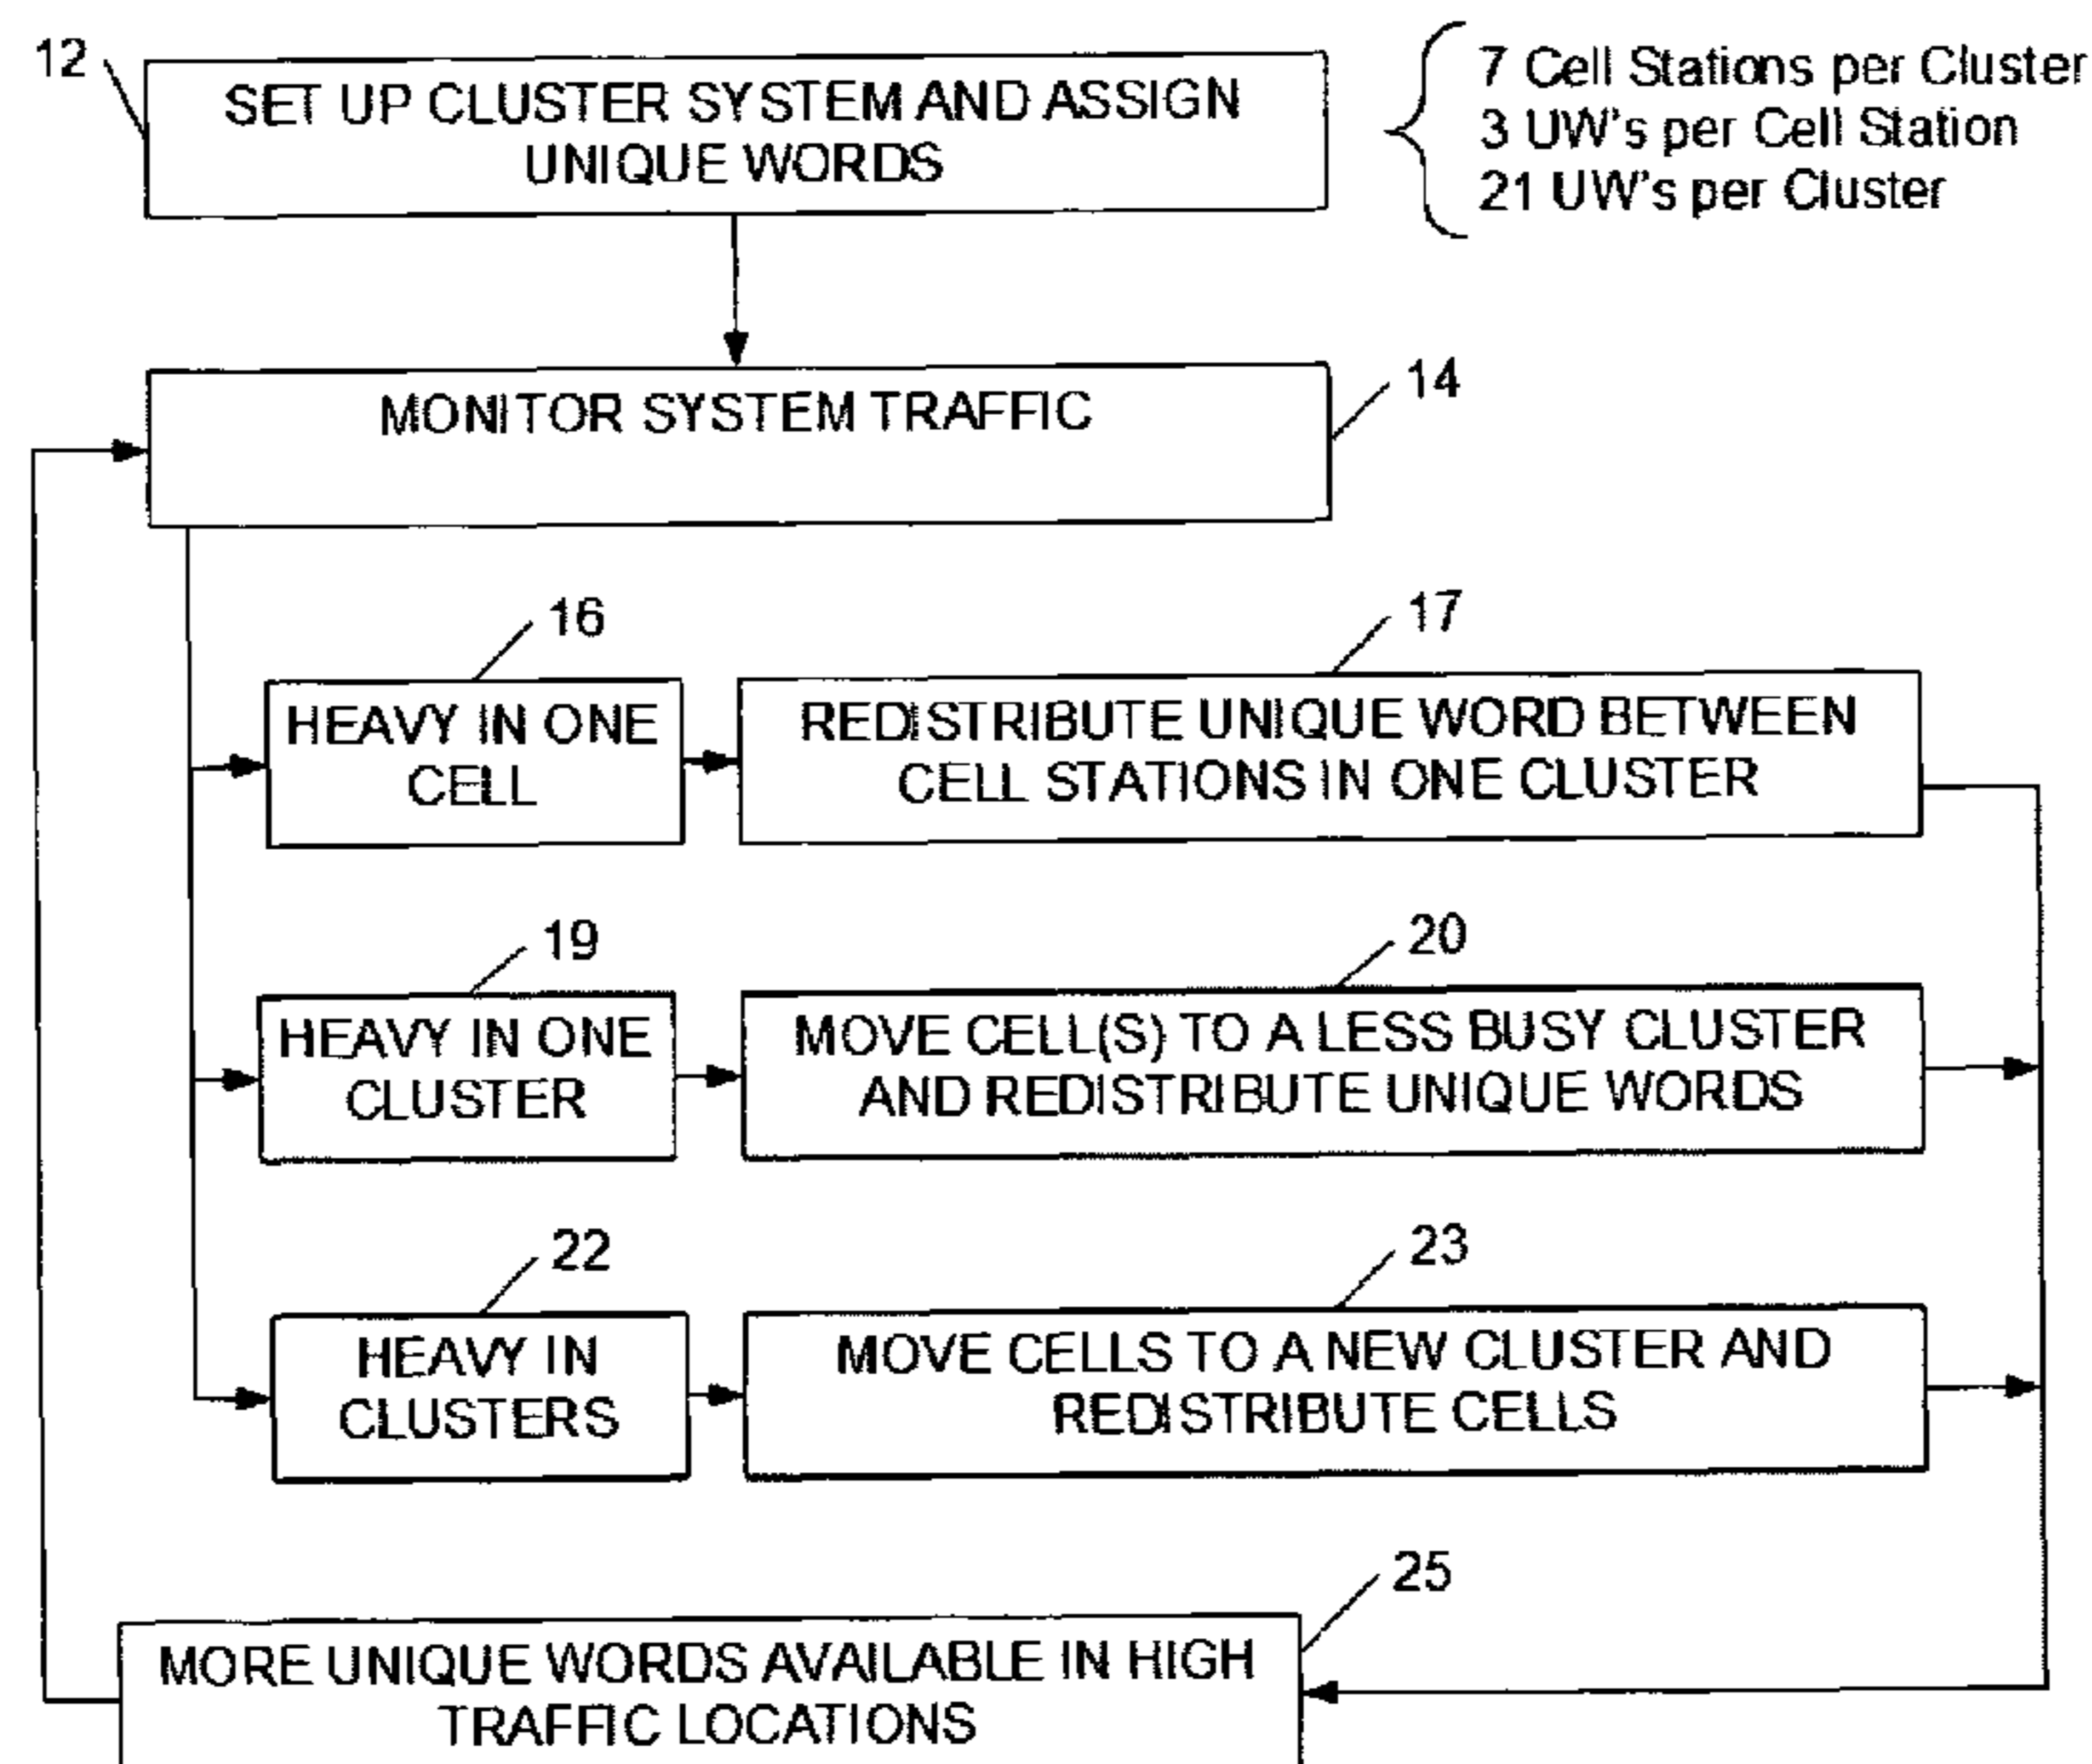 12
SET UP CLUSTER SYSTEM AND ASSIGN
UNIQUE WORDS
7 Cell Stations per Cluster
3 UW's per Cell Station
21 UW's per Cluster
MONITOR SYSTEM TRAFFIC
14
16
HEAVY IN ONE
CELL
17
REDISTRIBUTE UNIQUE WORD BETWEEN
CELL STATIONS IN ONE CLUSTER
19
HEAVY IN ONE
CLUSTER
20
MOVE CELL(S) TO A LESS BUSY CLUSTER
AND REDISTRIBUTE UNIQUE WORDS
22
HEAVY IN
CLUSTERS
23
MOVE CELLS TO A NEW CLUSTER AND
REDISTRIBUTE CELLS
25
MORE UNIQUE WORDS AVAILABLE IN HIGH
TRAFFIC LOCATIONS